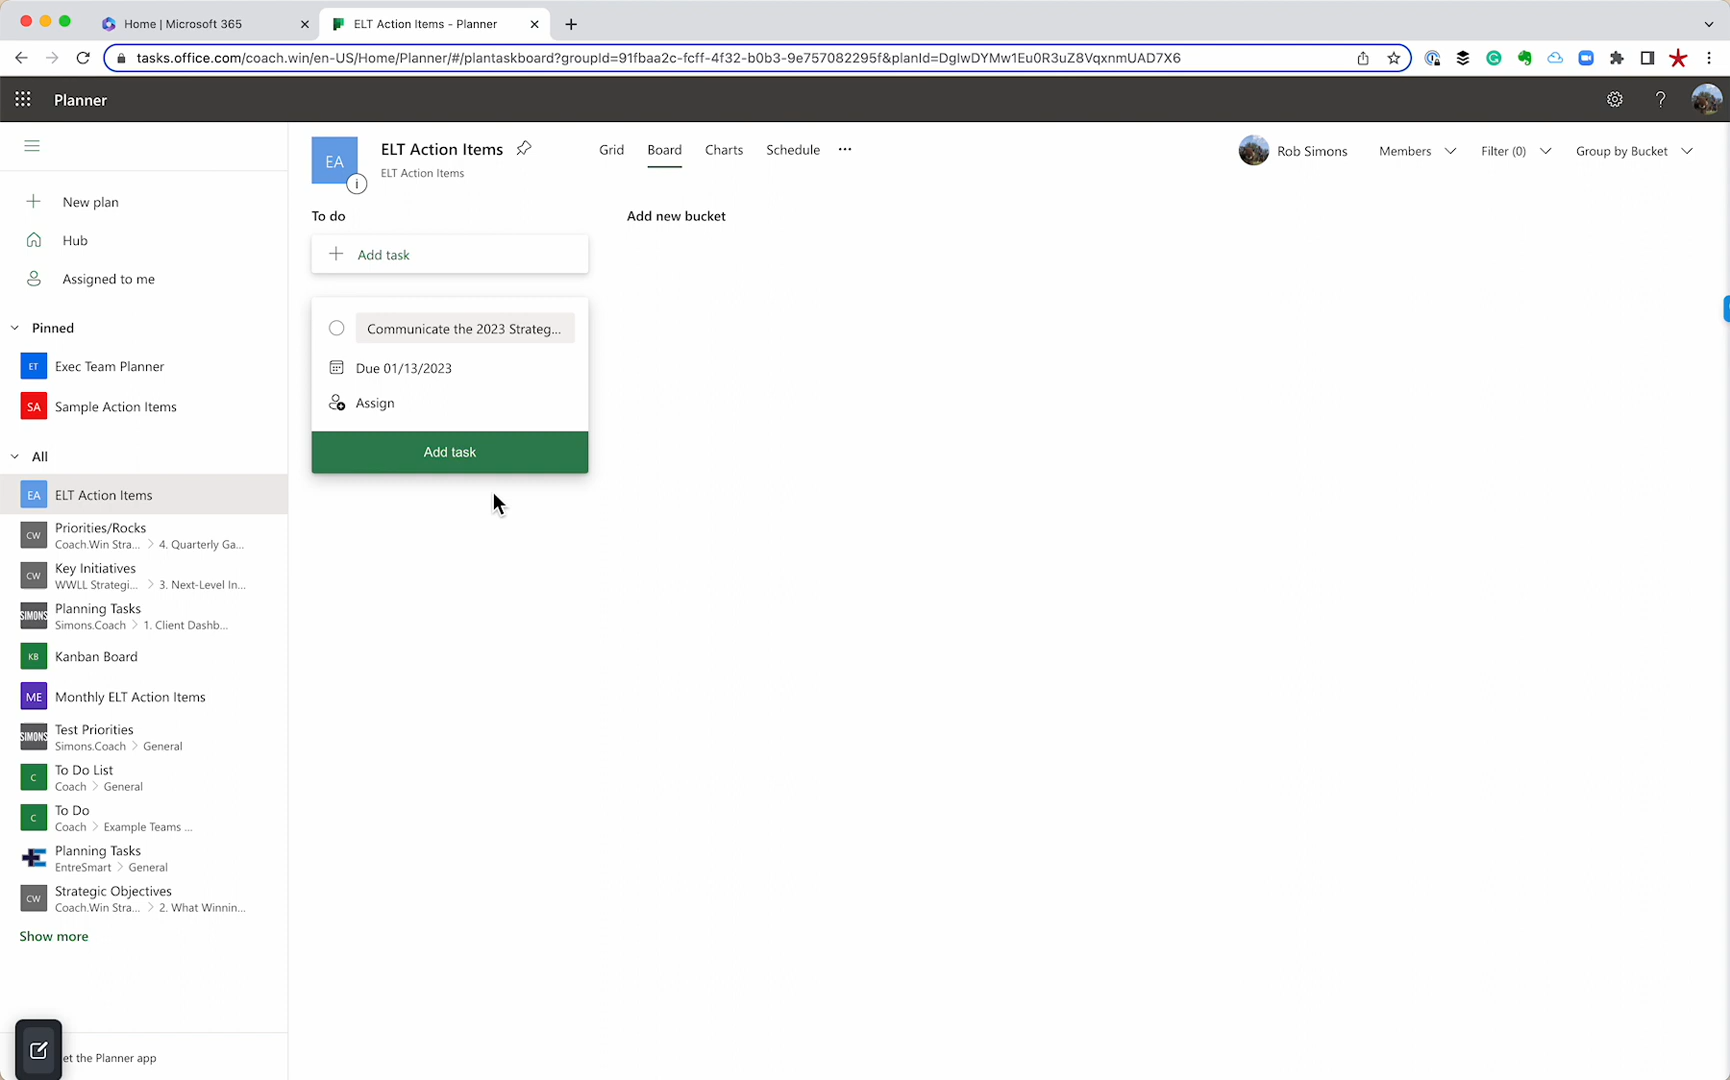 Home | Microsoft 365
ELT Action Items - Planner
tasks.office.com/coach.win/en-US/Home/Planner/#/plantaskboard?groupId=91fbaa2c-fcff-4f32-b0b3-9e757082295f&planId=DglwDYMw1Eu0R3uZ8VqxnmUAD7X6
Planner
?
New plan
Hub
Assigned to me
Pinned
ET
Exec Team Planner
SA
Sample Action Items
All
EA
ELT Action Items
CW
Priorities/Rocks
Coach.Win Stra... > 4. Quarterly Ga...
CW
Key Initiatives
WWLL Strategi... > 3. Next-Level In...
SIMONS
Planning Tasks
Simons.Coach > 1. Client Dashb...
KB
Kanban Board
ME
Monthly ELT Action Items
SIMONS
Test Priorities
Simons.Coach > General
C
To Do List
Coach > General
C
To Do
Coach > Example Teams ...
Planning Tasks
EntreSmart > General
CW
Strategic Objectives
Coach.Win Stra... > 2. What Winnin...
Show more
et the Planner app
EA
i
ELT Action Items
ELT Action Items
Grid
Board
Charts
Schedule
...
Rob Simons
Members
Filter (0)
Group by Bucket
To do
+ Add task
Communicate the 2023 Strateg...
Due 01/13/2023
Assign
Add task
Add new bucket